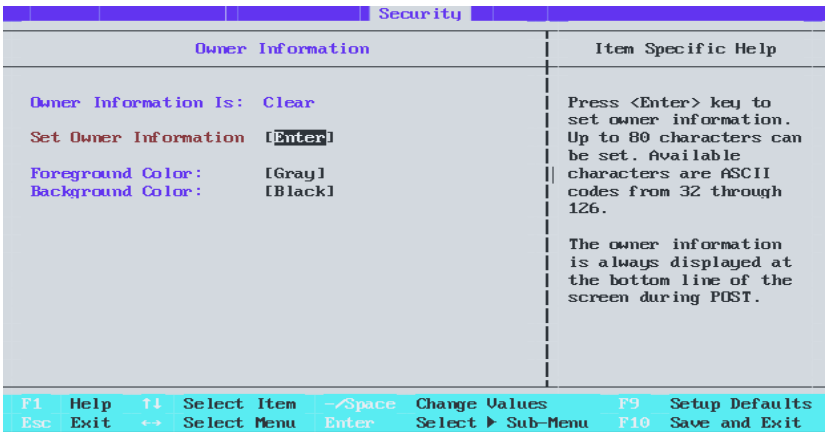 Security
Owner Information
Item Specific Help
Owner Information Is: Clear
Set Owner Information [Enter]
Foreground Color: [Gray]
Background Color: [Black]
Press <Enter> key to
set owner information.
Up to 80 characters can
be set. Available
characters are ASCII
codes from 32 through
126.
The owner information
is always displayed at
the bottom line of the
screen during POST.
F1 Help ↑↓ Select Item -/Space Change Values F9 Setup Defaults
Esc Exit ↔ Select Menu Enter Select ▶ Sub-Menu F10 Save and Exit